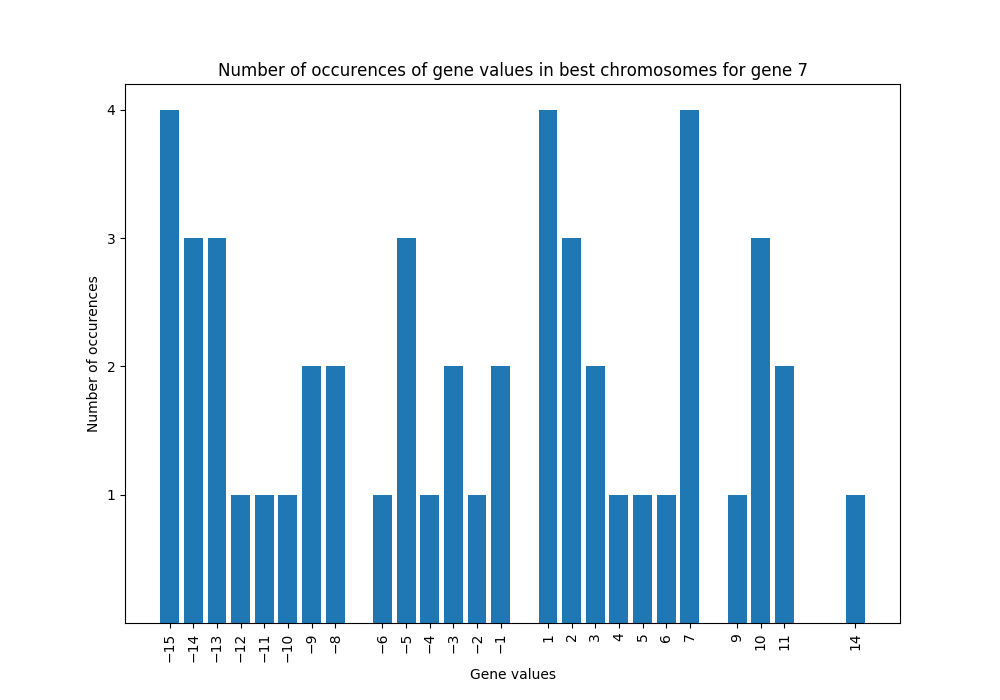 Number of occurences of gene values in best chromosomes for gene 7
4
3
2
1
Number of occurences
−15 −14 −13 −12 −11 −10 −9 −8 −6 −5 −4 −3 −2 −1 1 2 3 4 5 6 7 9 10 11 14
Gene values